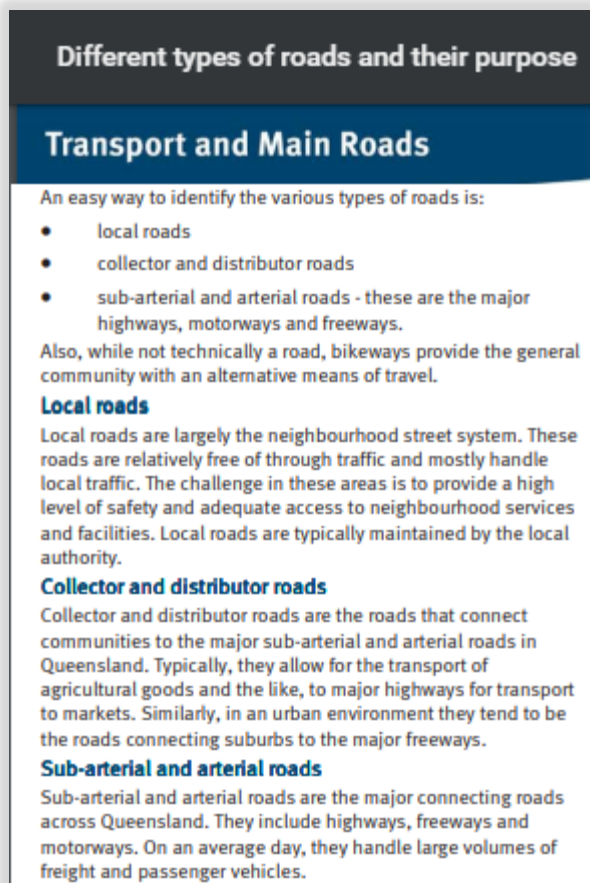 Different types of roads and their purpose
Transport and Main Roads
An easy way to identify the various types of roads is:
• local roads
• collector and distributor roads
• sub-arterial and arterial roads - these are the major
highways, motorways and freeways.
Also, while not technically a road, bikeways provide the general
community with an alternative means of travel.
Local roads
Local roads are largely the neighbourhood street system. These
roads are relatively free of through traffic and mostly handle
local traffic. The challenge in these areas is to provide a high
level of safety and adequate access to neighbourhood services
and facilities. Local roads are typically maintained by the local
authority.
Collector and distributor roads
Collector and distributor roads are the roads that connect
communities to the major sub-arterial and arterial roads in
Queensland. Typically, they allow for the transport of
agricultural goods and the like, to major highways for transport
to markets. Similarly, in an urban environment they tend to be
the roads connecting suburbs to the major freeways.
Sub-arterial and arterial roads
Sub-arterial and arterial roads are the major connecting roads
across Queensland. They include highways, freeways and
motorways. On an average day, they handle large volumes of
freight and passenger vehicles.